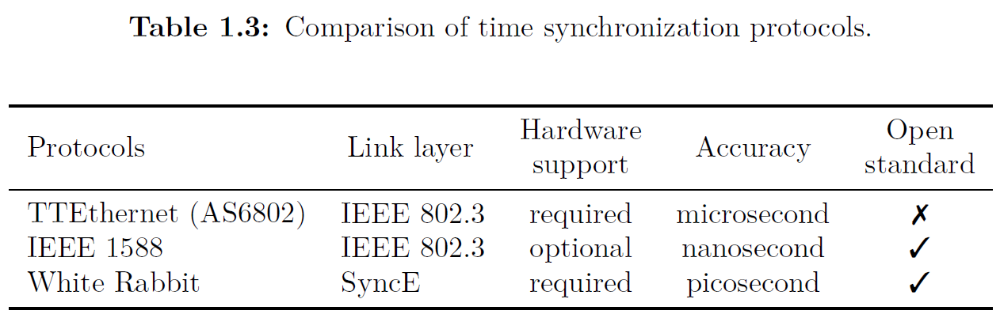 Table 1.3: Comparison of time synchronization protocols.
Protocols Link layer Hardware support Accuracy Open standard
TTEthernet (AS6802) IEEE 802.3 required microsecond ✗
IEEE 1588 IEEE 802.3 optional nanosecond ✓
White Rabbit SyncE required picosecond ✓